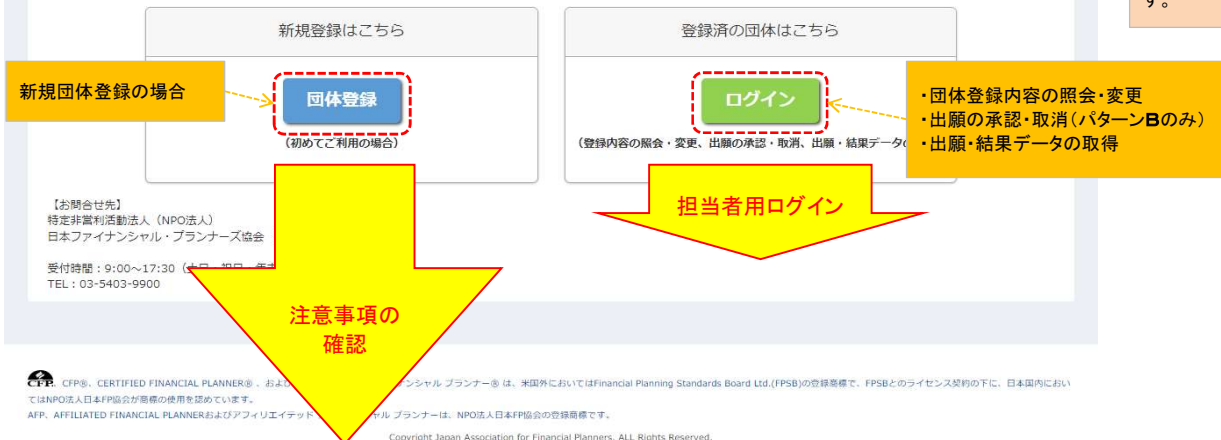 す。
新規登録はこちら
登録済の団体はこちら
新規団体登録の場合
団体登録
ログイン
・団体登録内容の照会・変更
・出願の承認・取消(パターンBのみ)
・出願・結果データの取得
(初めてご利用の場合)
(登録内容の照会・変更、出願の承認・取消、出願・結果データの
担当者用ログイン
【お問合せ先】
特定非営利活動法人(NPO法人)
日本ファイナンシャル・プランナーズ協会
受付時間:9:00~17:30
TEL:03-5403-9900
注意事項の
確認
CFP®、CERTIFIED FINANCIAL PLANNER®、およ ナンシャル プランナー® は、米国外においてはFinancial Planning Standards Board Ltd.(FPSB)の登録商標で、FPSBとのライセンス契約の下に、日本国内におい
てはNPO法人日本FP協会が商標の使用を認めています。
AFP、AFFILIATED FINANCIAL PLANNERおよびアフィリエイテッド ャル プランナーは、NPO法人日本FP協会の登録商標です。
Copyright Japan Association for Financial Planners, ALL Rights Reserved.